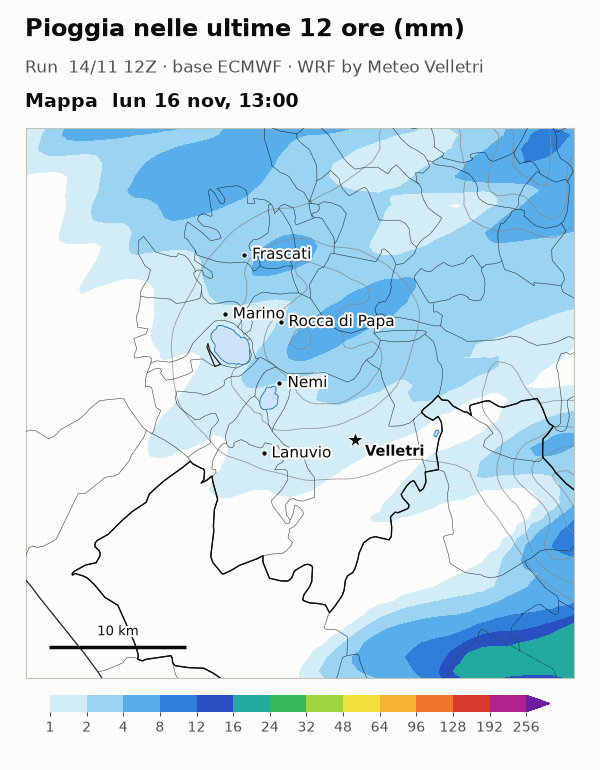 Pioggia nelle ultime 12 ore (mm)
Run 14/11 12Z · base ECMWF · WRF by Meteo Velletri
Mappa lun 16 nov, 13:00
Frascati
Marino
Rocca di Papa
Nemi
Lanuvio
Velletri
10 km
1 2 4 8 12 16 24 32 48 64 96 128 192 256